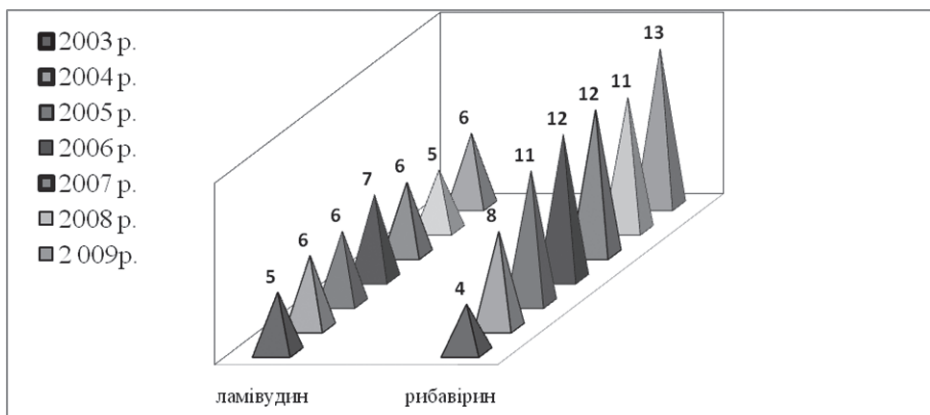 2003 р.
2004 р.
2005 р.
2006 р.
2007 р.
2008 р.
2 009р.
5
6
6
7
6
5
6
4
8
11
12
12
11
13
ламівудин
рибавірин